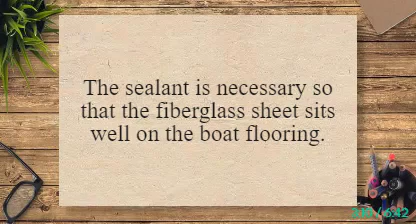 The sealant is necessary so
that the fiberglass sheet sits
well on the boat flooring.